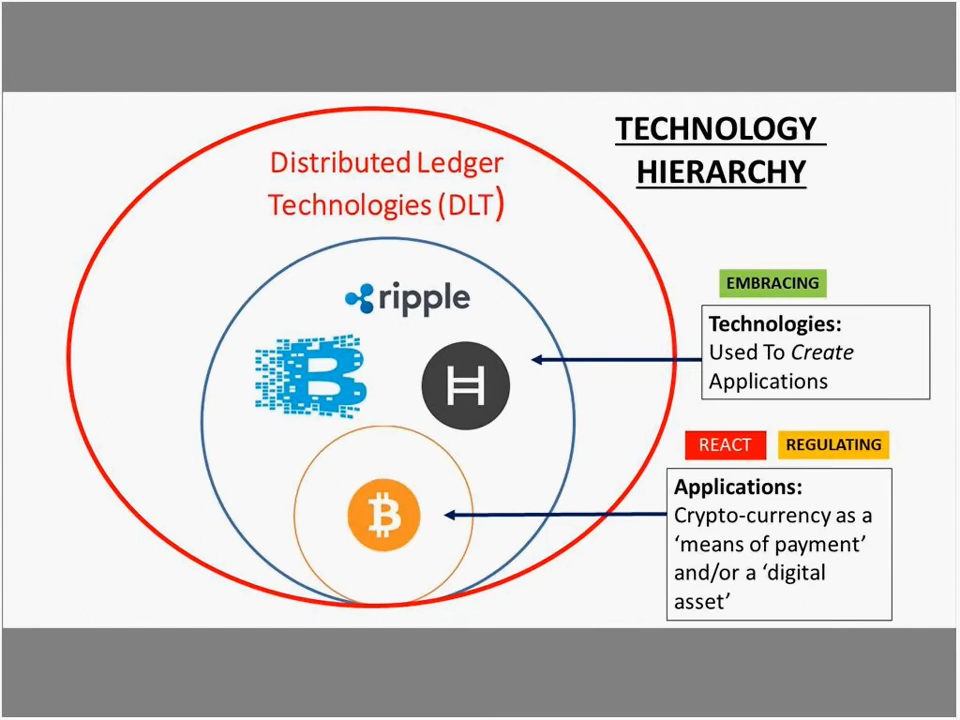 TECHNOLOGY
HIERARCHY
Distributed Ledger
Technologies (DLT)
ripple
EMBRACING
Technologies:
Used To Create
Applications
REACT
REGULATING
Applications:
Crypto-currency as a
‘means of payment’
and/or a ‘digital
asset’